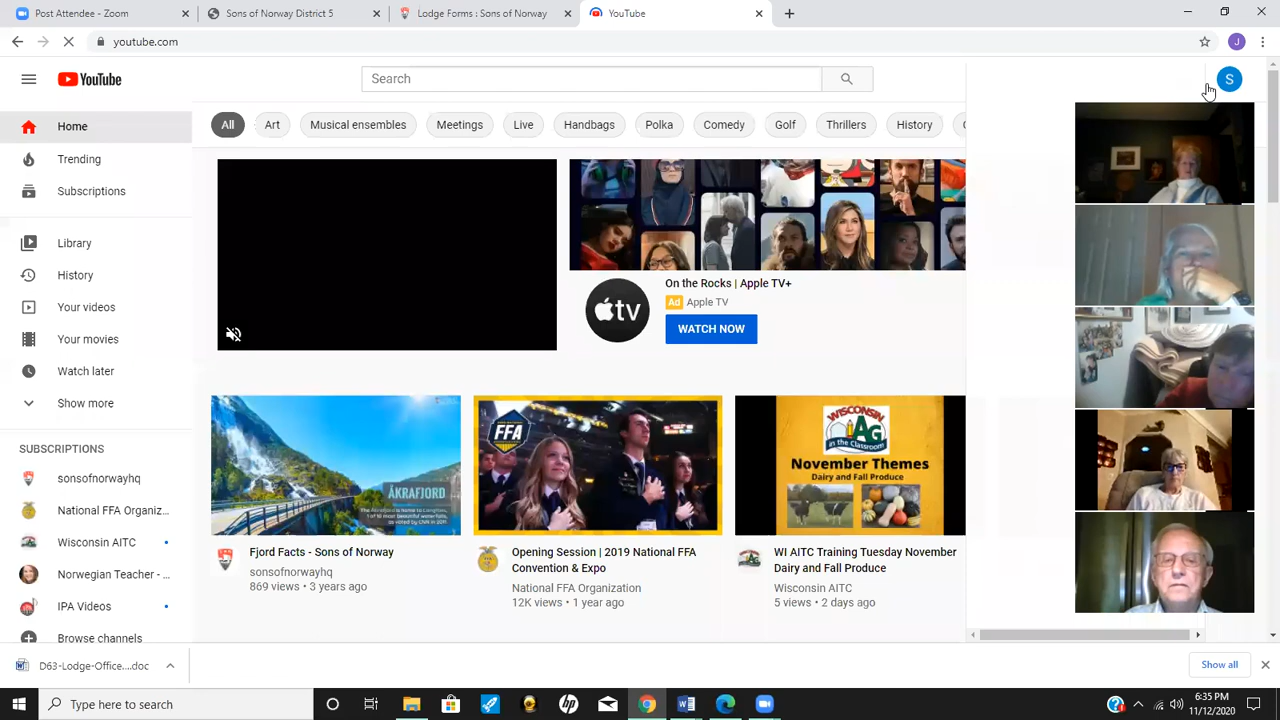 Post Attendee - Zoom
Sons of Norway District 5
Lodge Forms : Sons of Norway
YouTube
youtube.com
J
YouTube
Search
S
Home
Trending
Subscriptions
Library
History
Your videos
Your movies
Watch later
Show more
SUBSCRIPTIONS
sonsofnorwayhq
National FFA Organiz...
Wisconsin AITC
Norwegian Teacher - ...
IPA Videos
Browse channels
All
Art
Musical ensembles
Meetings
Live
Handbags
Polka
Comedy
Golf
Thrillers
History
On the Rocks | Apple TV+
Ad Apple TV
WATCH NOW
tv
ÅKRAFJORD
FFA
WISCONSIN
AG
in the Classroom
November Themes
Dairy and Fall Produce
Fjord Facts - Sons of Norway
sonsofnorwayhq
869 views • 3 years ago
Opening Session | 2019 National FFA
Convention & Expo
National FFA Organization
12K views • 1 year ago
WI AITC Training Tuesday November
Dairy and Fall Produce
Wisconsin AITC
5 views • 2 days ago
D63-Lodge-Office....doc
Show all
Type here to search
hp
6:35 PM
11/12/2020